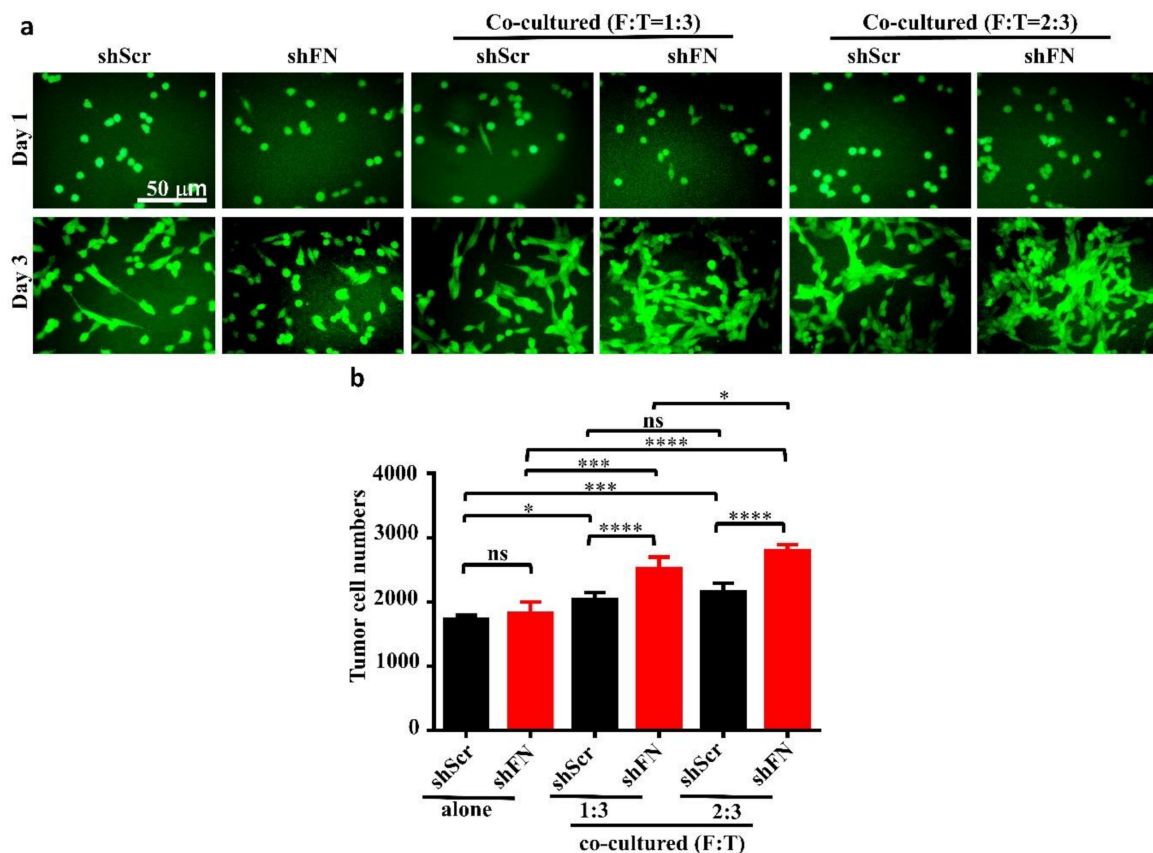 a
Co-cultured (F:T=1:3)
Co-cultured (F:T=2:3)
shScr
shFN
shScr
shFN
shScr
shFN
Day 1
50 μm
Day 3
b
*
ns
****
***
***
*
****
****
ns
Tumor cell numbers
4000
3000
2000
1000
0
shScr
shFN
shScr
shFN
shScr
shFN
alone
1:3
2:3
co-cultured (F:T)